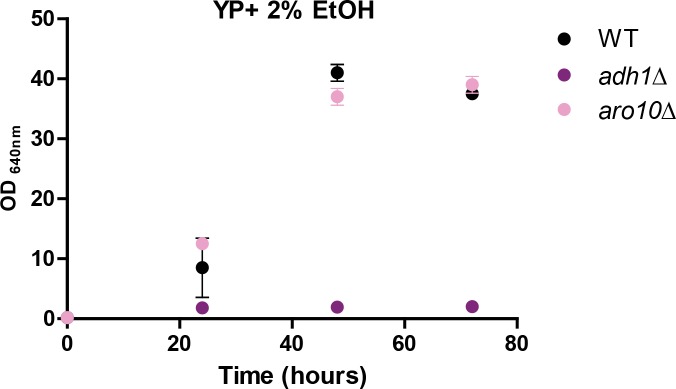 YP+ 2% EtOH
50
40
30
20
10
0
OD 640nm
0 20 40 60 80
Time (hours)
WT
adh1Δ
aro10Δ